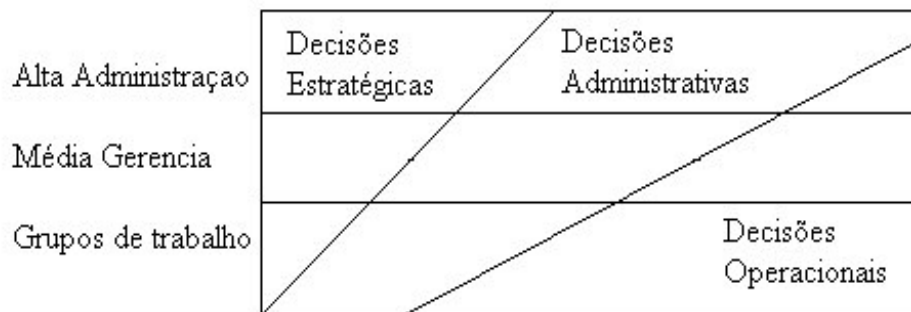 Decisões
Estratégicas
Decisões
Administrativas
Alta Administraçao
Média Gerencia
Grupos de trabalho
Decisões
Operacionais